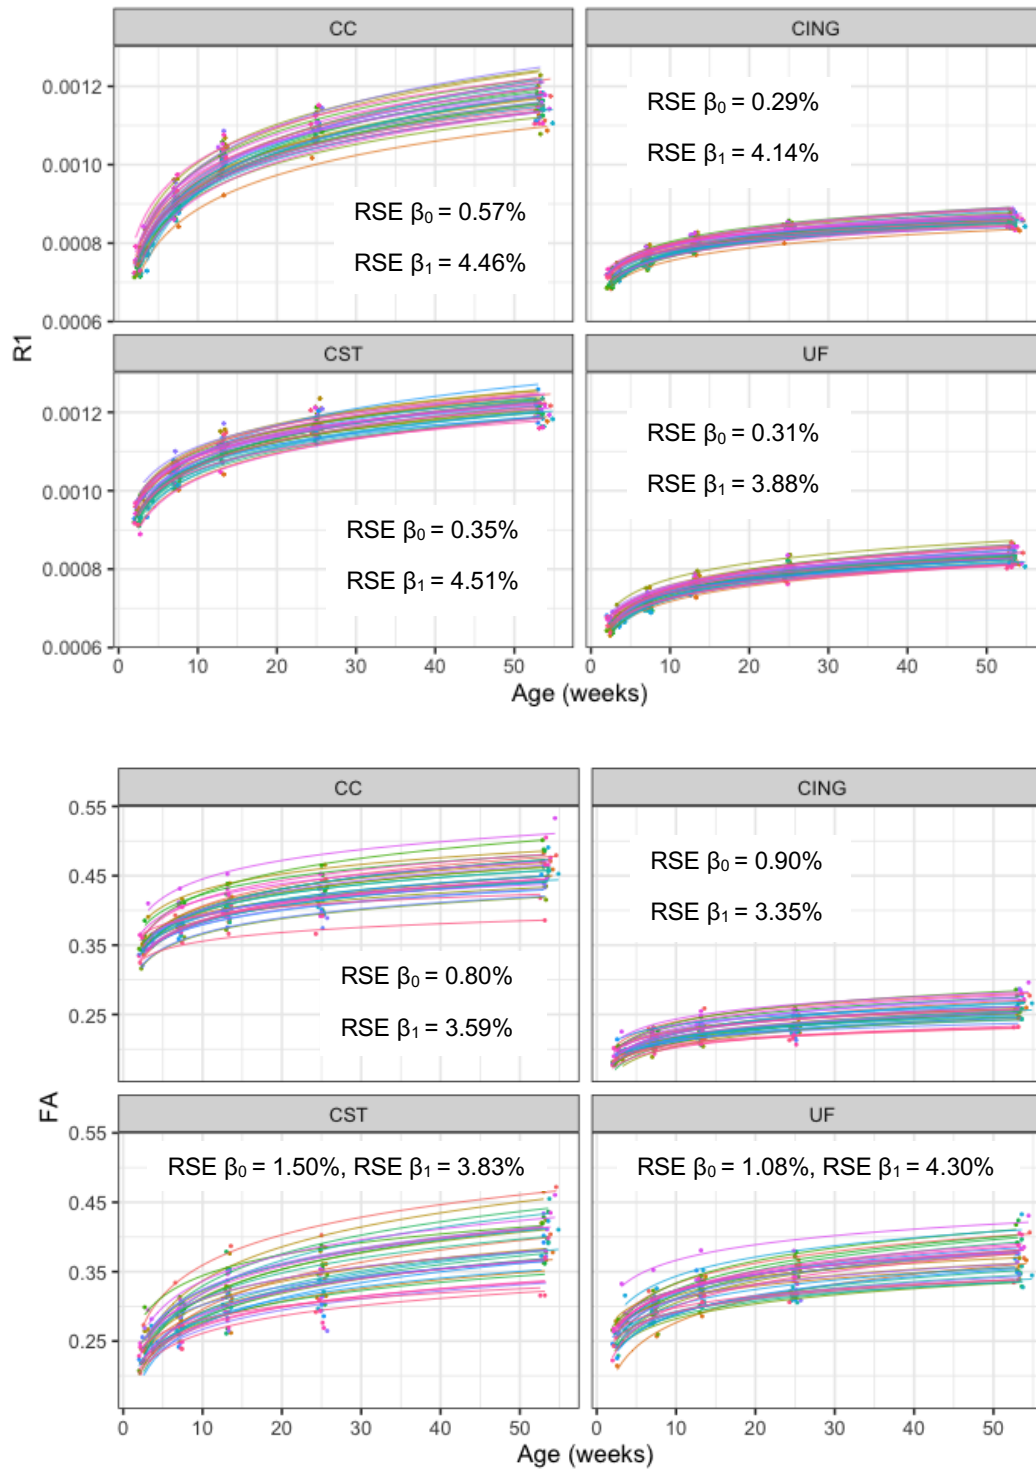 CC
CING
0.0012
0.0010
0.0008
0.0006
RSE β₀ = 0.57%
RSE β₁ = 4.46%
RSE β₀ = 0.29%
RSE β₁ = 4.14%
R1
CST
UF
0.0012
0.0010
0.0008
0.0006
RSE β₀ = 0.35%
RSE β₁ = 4.51%
RSE β₀ = 0.31%
RSE β₁ = 3.88%
0 10 20 30 40 50 0 10 20 30 40 50
Age (weeks)
CC
CING
0.55
0.45
0.35
0.25
RSE β₀ = 0.80%
RSE β₁ = 3.59%
RSE β₀ = 0.90%
RSE β₁ = 3.35%
FA
CST
UF
0.55
0.45
0.35
0.25
RSE β₀ = 1.50%, RSE β₁ = 3.83%
RSE β₀ = 1.08%, RSE β₁ = 4.30%
0 10 20 30 40 50 0 10 20 30 40 50
Age (weeks)